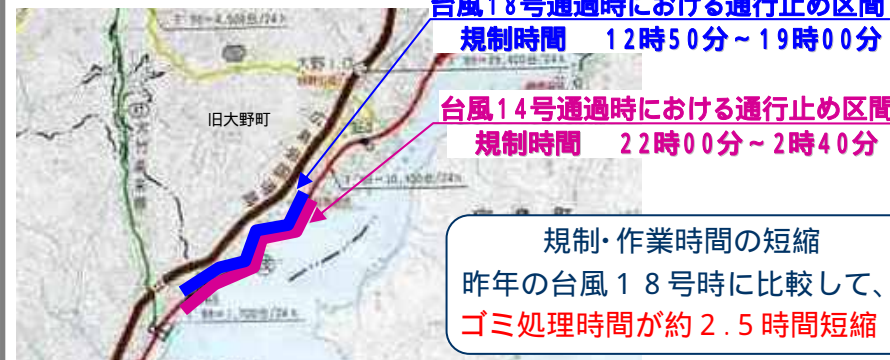 台風18号通過時における通行止め区間
規制時間　12時50分～19時00分
台風14号通過時における通行止め区間
規制時間　22時00分～2時40分
旧大野町
規制・作業時間の短縮
昨年の台風１８号時に比較して、
ゴミ処理時間が約２.５時間短縮